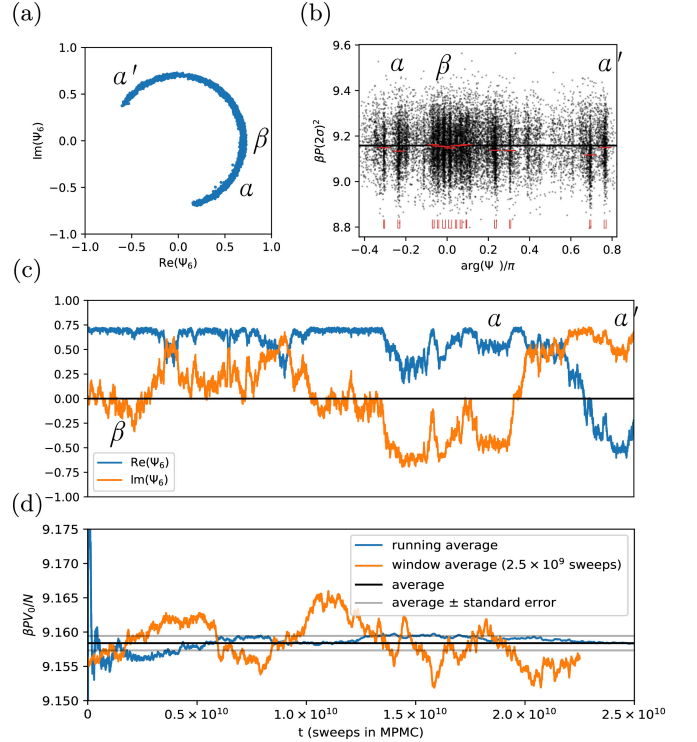 (a)
(b)
1.0
0.5
0.0
−0.5
−1.0
Im(Ψ6)
−1.0 −0.5 0.0 0.5 1.0
Re(Ψ6)
a'
β
a
9.6
9.4
9.2
9.0
8.8
βP(2σ)²
a
β
a'
−0.4 −0.2 0.0 0.2 0.4 0.6 0.8
arg(Ψ )/π
(c)
1.00
0.75
0.50
0.25
0.00
−0.25
−0.50
−0.75
−1.00
a
a'
β
Re(Ψ6)
Im(Ψ6)
(d)
9.175
9.170
9.165
9.160
9.155
9.150
βPV0/N
running average
window average (2.5 × 10⁹ sweeps)
average
average ± standard error
0 0.5 × 10¹⁰ 1.0 × 10¹⁰ 1.5 × 10¹⁰ 2.0 × 10¹⁰ 2.5 × 10¹⁰
t (sweeps in MPMC)